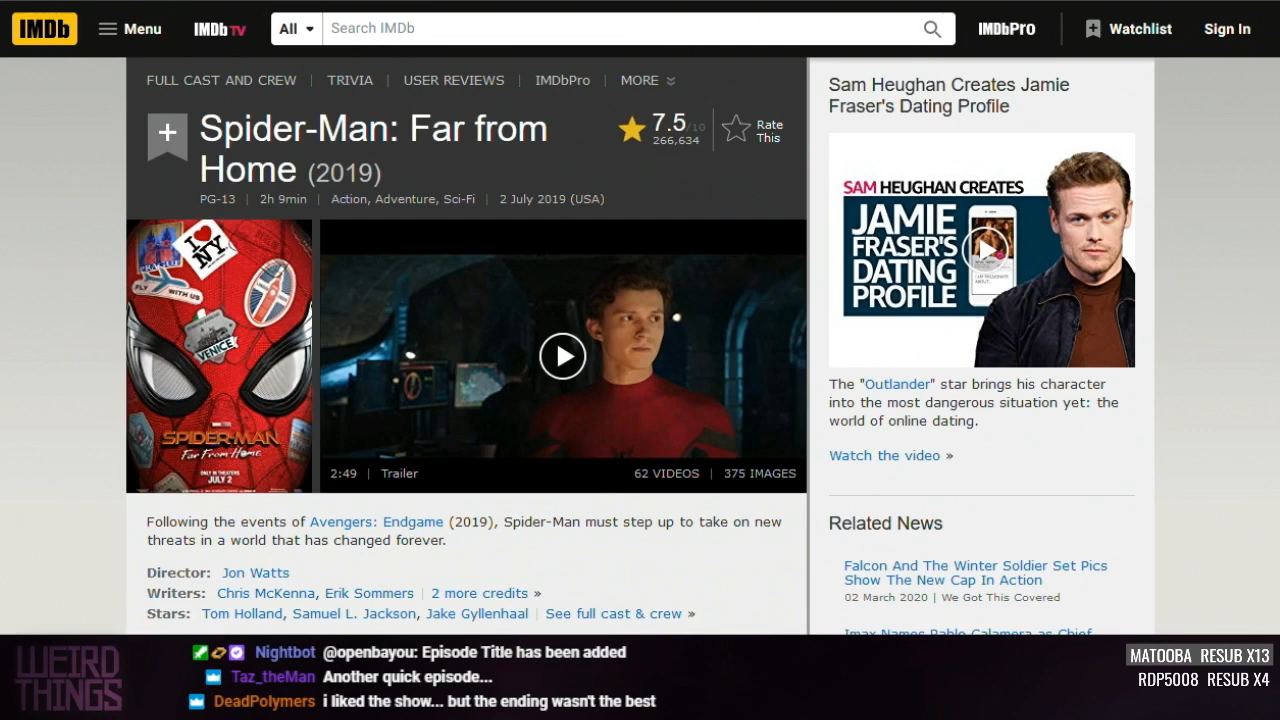 IMDb
Menu
IMDb TV
All
Search IMDb
IMDbPro
Watchlist
Sign In
FULL CAST AND CREW | TRIVIA | USER REVIEWS | IMDbPro | MORE
Spider-Man: Far from
Home (2019)
7.5/10
266,634
Rate
This
PG-13 | 2h 9min | Action, Adventure, Sci-Fi | 2 July 2019 (USA)
I ♥
NY
PRAGUE
FLY WITH US
VENICE
SPIDER-MAN
Far From Home
ONLY IN THEATERS
JULY 2
2:49 | Trailer
62 VIDEOS | 375 IMAGES
Following the events of Avengers: Endgame (2019), Spider-Man must step up to take on new
threats in a world that has changed forever.
Director: Jon Watts
Writers: Chris McKenna, Erik Sommers | 2 more credits »
Stars: Tom Holland, Samuel L. Jackson, Jake Gyllenhaal | See full cast & crew »
Sam Heughan Creates Jamie
Fraser's Dating Profile
SAM HEUGHAN CREATES
JAMIE
FRASER'S
DATING
PROFILE
The "Outlander" star brings his character
into the most dangerous situation yet: the
world of online dating.
Watch the video »
Related News
Falcon And The Winter Soldier Set Pics
Show The New Cap In Action
02 March 2020 | We Got This Covered
Imax Names Pablo Calamera as Chief
WEIRD
THINGS
Nightbot @openbayou: Episode Title has been added
Taz_theMan Another quick episode...
DeadPolymers i liked the show... but the ending wasn't the best
MATOOBA RESUB X13
RDP5008 RESUB X4